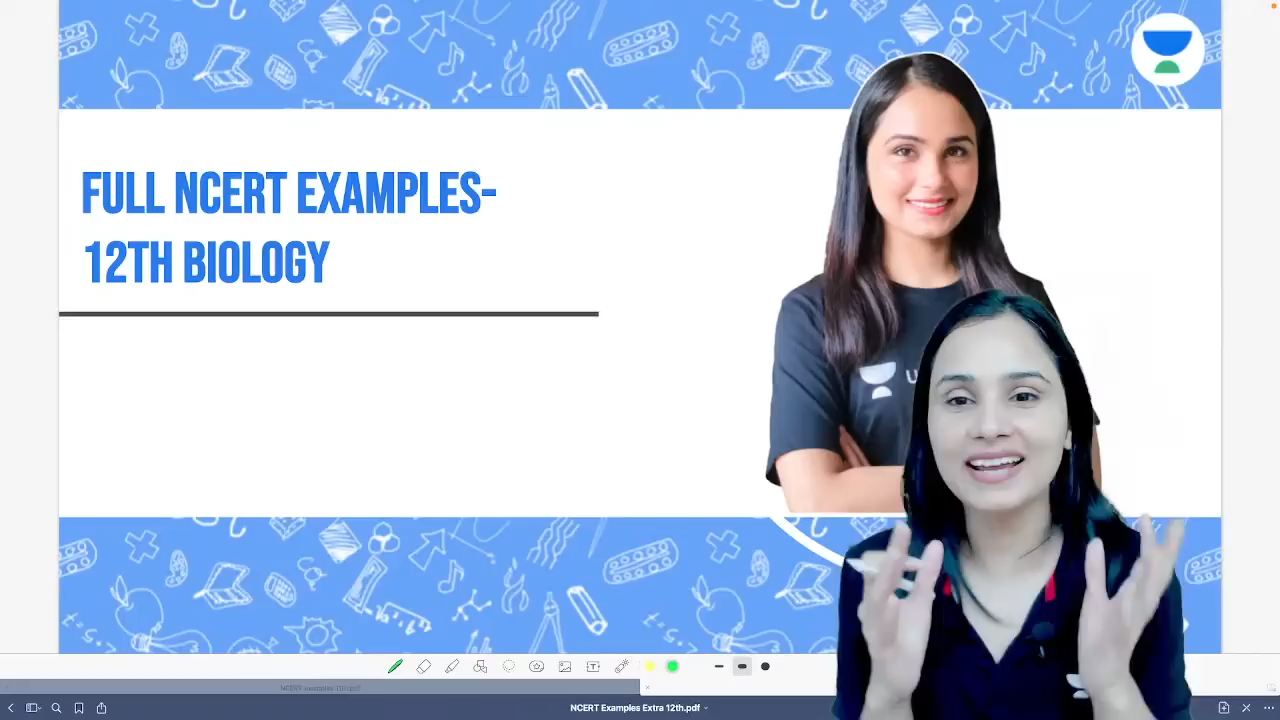 FULL NCERT EXAMPLES-
12TH BIOLOGY
U
NCERT Examples Extra 12th.pdf